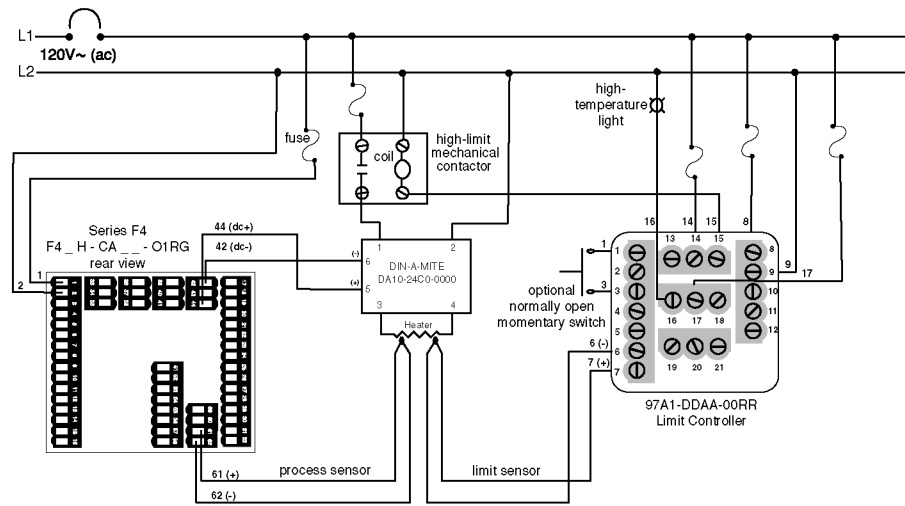 L1
120V~ (ac)
L2
fuse
coil
high-limit
mechanical
contactor
high-
temperature
light
Series F4
F4 _ H - CA _ _ - O1RG
rear view
44 (dc+)
42 (dc-)
1
2
1
2
(-)
6
(+)
5
DIN-A-MITE
DA10-24C0-0000
3
4
Heater
16
14
15
8
13
14
15
1
1
2
3
3
4
5
6
7
8
9
10
11
12
9
17
16
17
18
19
20
21
optional
normally open
momentary switch
6 (-)
7 (+)
97A1-DDAA-00RR
Limit Controller
61 (+)
process sensor
62 (-)
limit sensor